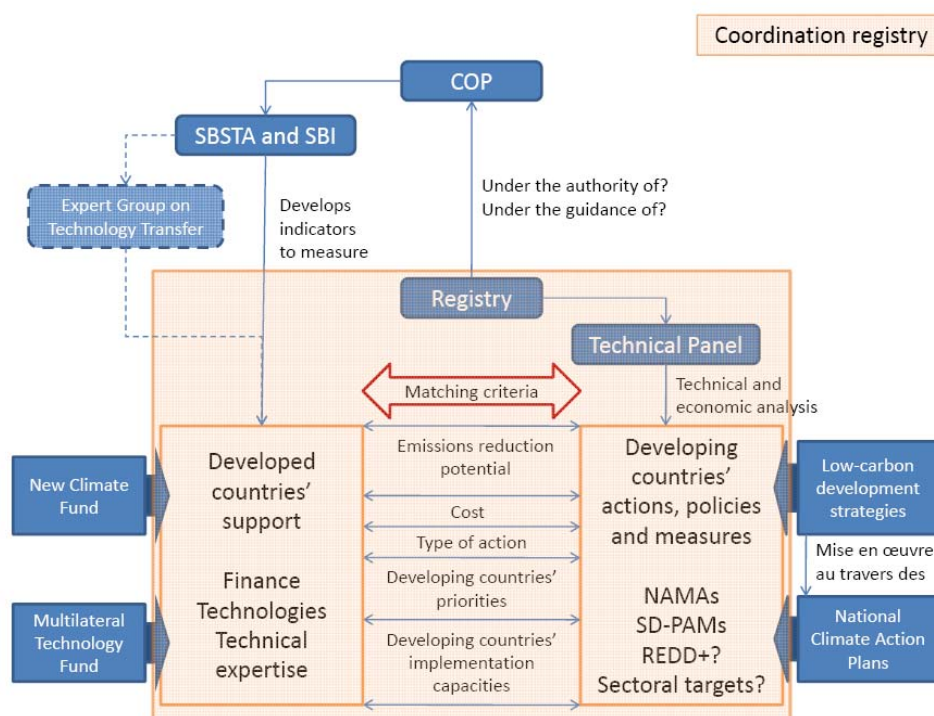 Coordination registry
COP
SBSTA and SBI
Expert Group on
Technology Transfer
Develops
indicators
to measure
Under the authority of?
Under the guidance of?
Registry
Technical Panel
Matching criteria
Technical and
economic analysis
New Climate
Fund
Multilateral
Technology
Fund
Developed
countries’
support
Finance
Technologies
Technical
expertise
Emissions reduction
potential
Cost
Type of action
Developing countries’
priorities
Developing countries’
implementation
capacities
Developing
countries’
actions, policies
and measures
NAMAs
SD-PAMs
REDD+?
Sectoral targets?
Low-carbon
development
strategies
Mise en œuvre
au travers des
National
Climate Action
Plans